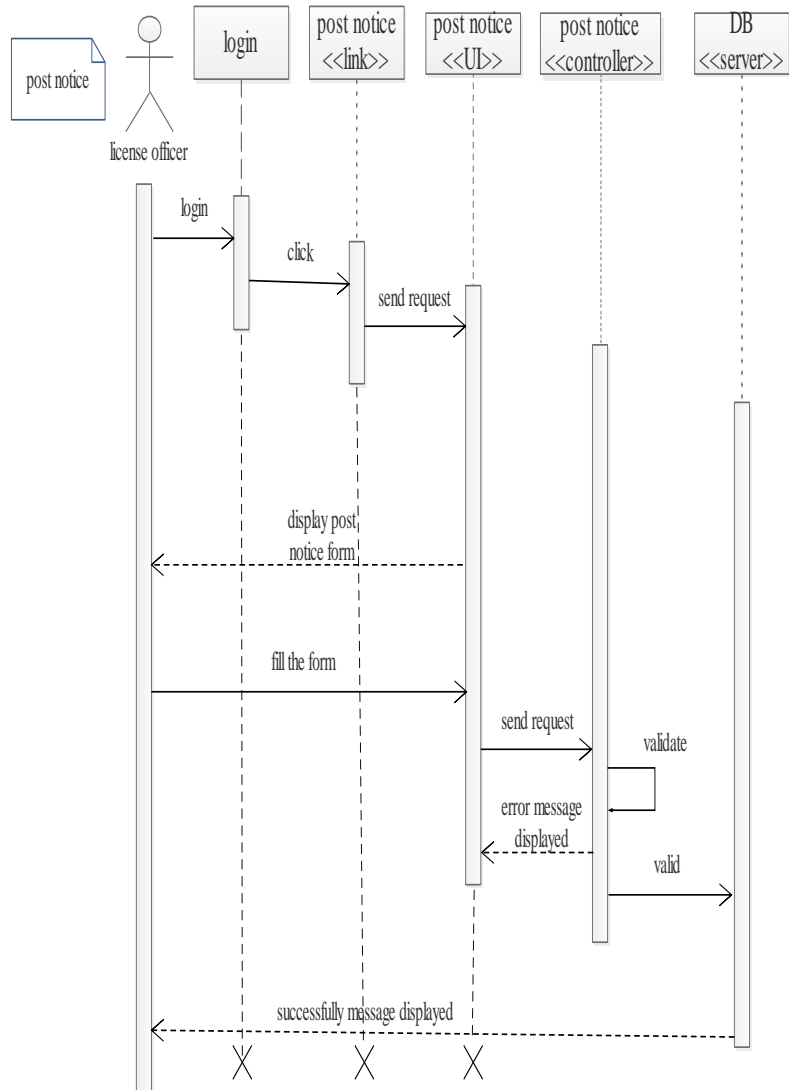 post notice
license officer
login
post notice
<<link>>
post notice
<<UI>>
post notice
<<controller>>
DB
<<server>>
login
click
send request
display post
notice form
fill the form
send request
validate
error message
displayed
valid
successfully message displayed